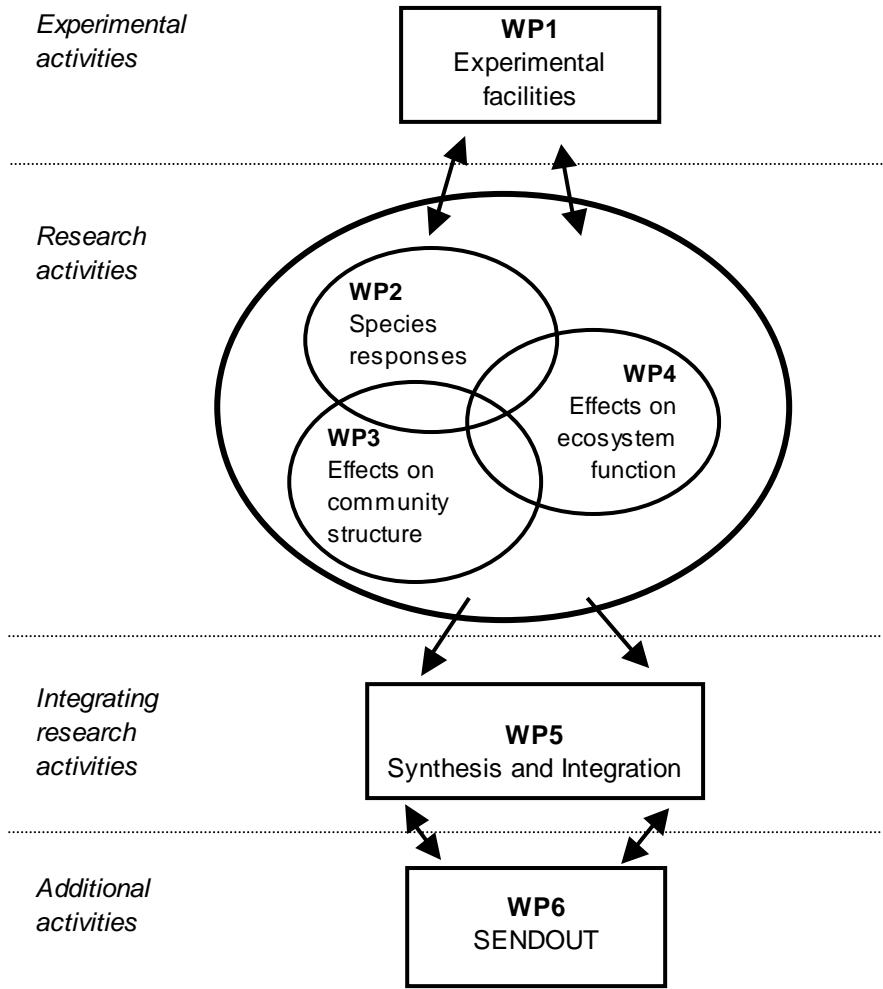 Experimental
activities
WP1
Experimental
facilities
Research
activities
WP2
Species
responses
WP4
Effects on
ecosystem
function
WP3
Effects on
community
structure
Integrating
research
activities
WP5
Synthesis and Integration
Additional
activities
WP6
SENDOUT